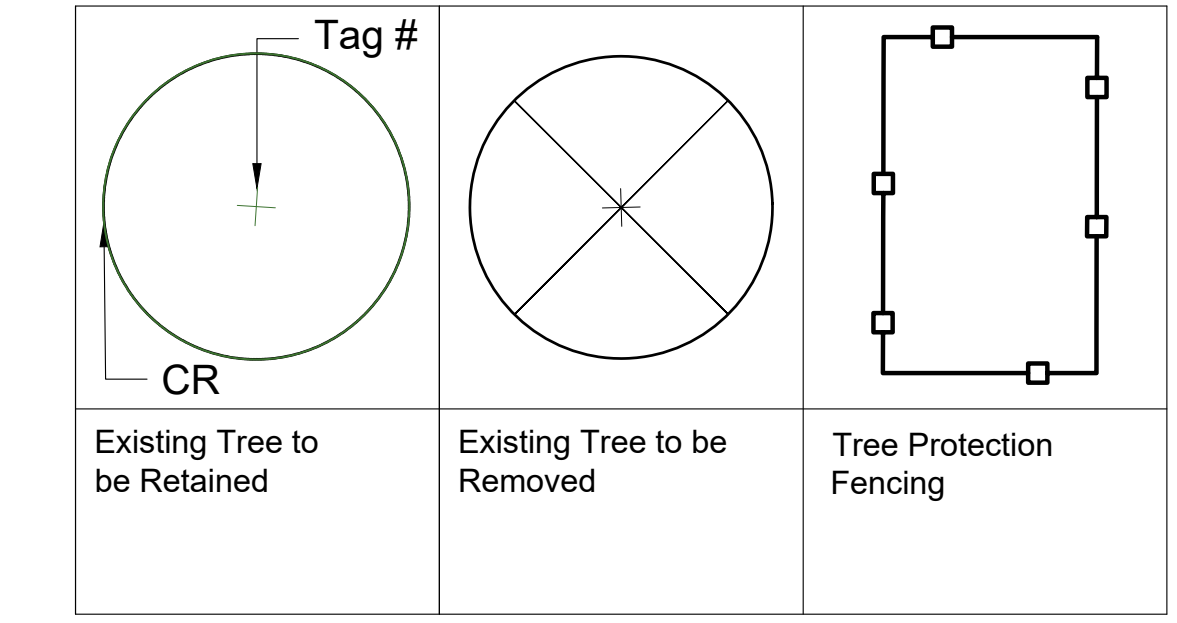 Tag #
CR
Existing Tree to
be Retained
Existing Tree to be
Removed
Tree Protection
Fencing